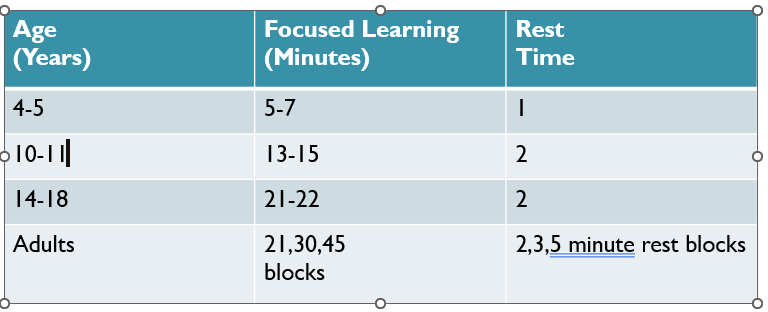 Age (Years) Focused Learning (Minutes) Rest Time
4-5 5-7 1
10-11 13-15 2
14-18 21-22 2
Adults 21,30,45 blocks 2,3,5 minute rest blocks